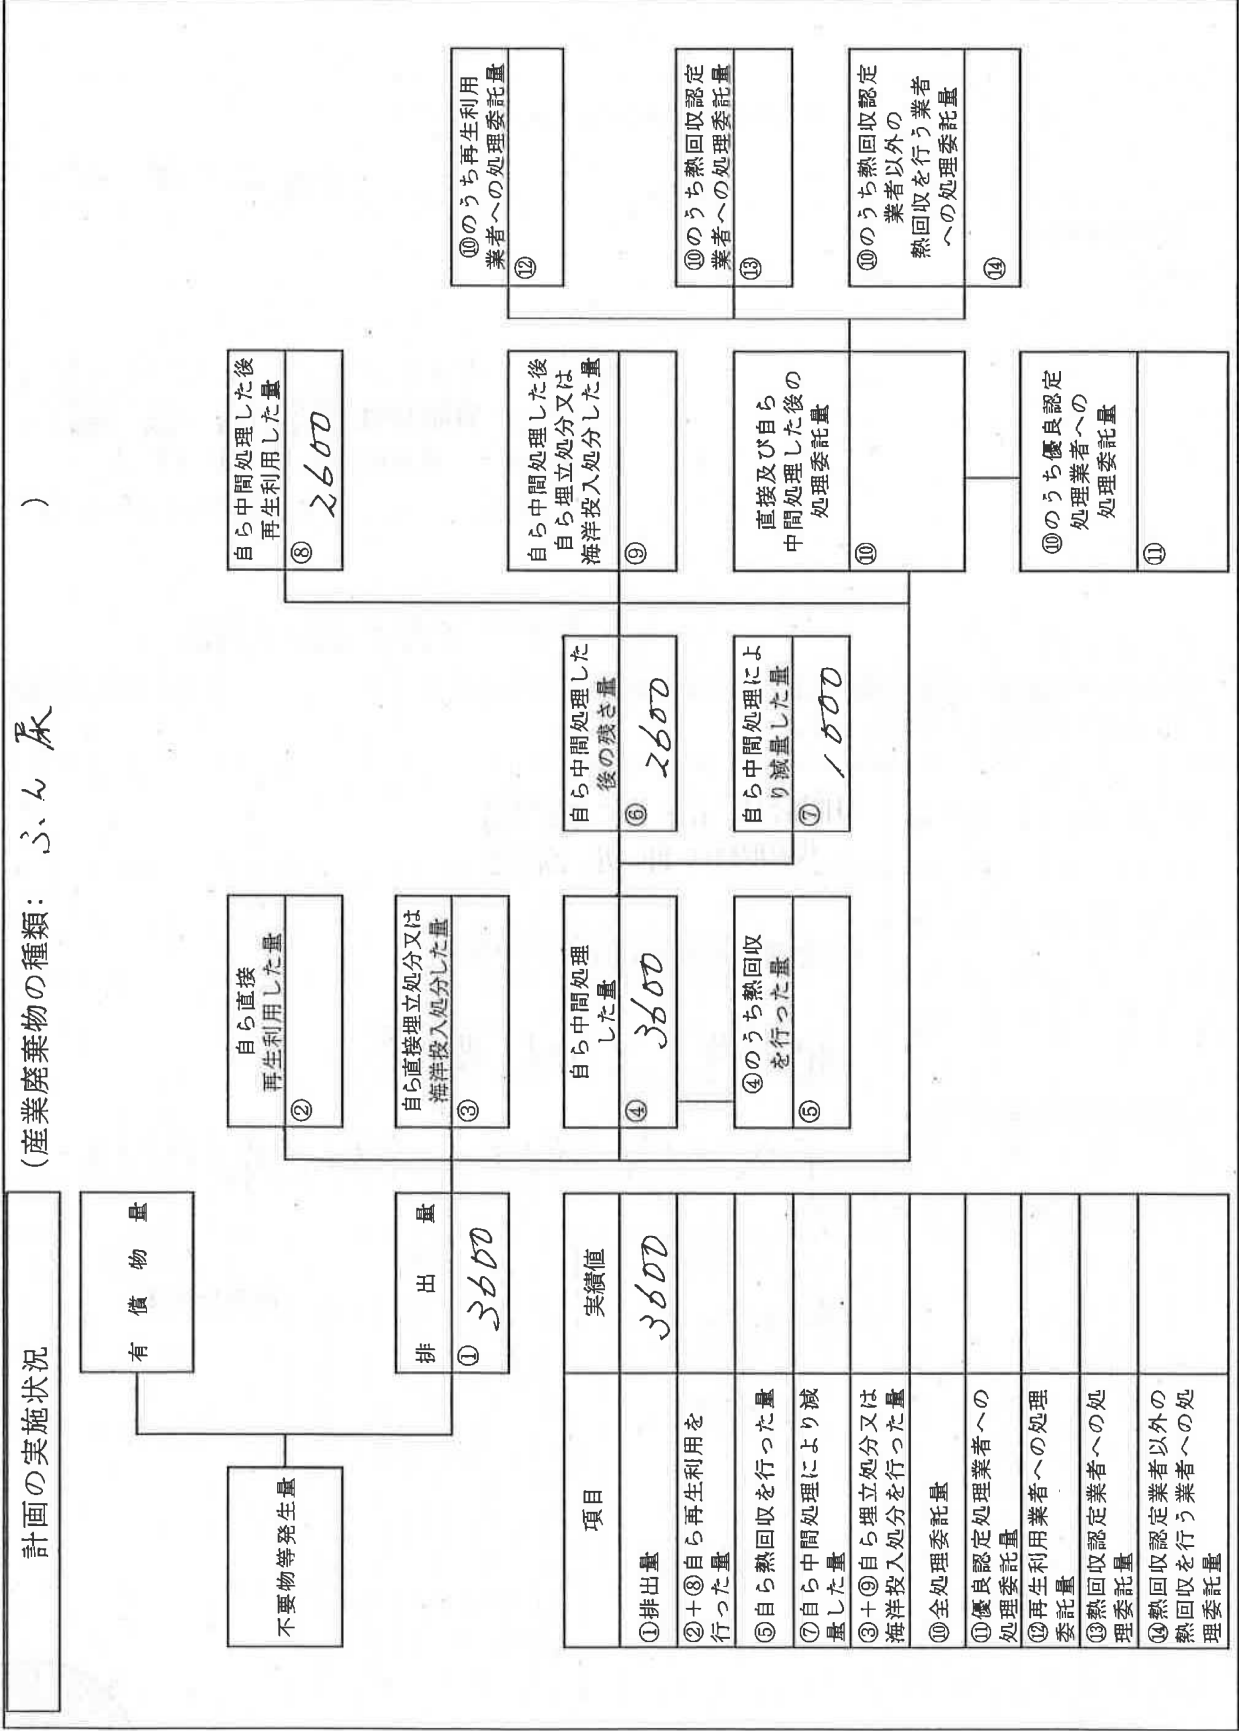 計画の実施状況
(産業廃棄物の種類： ふん尿 )
有償物量
不要物等発生量
排出量
① 3600
自ら直接
再生利用した量
②
自ら直接埋立処分又は
海洋投入処分した量
③
自ら中間処理
した量
④ 3600
④のうち熱回収
を行った量
⑤
自ら中間処理した
後の残さ量
⑥ 2600
自ら中間処理によ
り減量した量
⑦ 1000
自ら中間処理した後
再生利用した量
⑧ 2600
自ら中間処理した後
自ら埋立処分又は
海洋投入処分した量
⑨
直接及び自ら
中間処理した後の
処理委託量
⑩
⑩のうち優良認定
処理業者への
処理委託量
⑪
⑩のうち再生利用
業者への処理委託量
⑫
⑩のうち熱回収認定
業者への処理委託量
⑬
⑩のうち熱回収認定
業者以外の
熱回収を行う業者
への処理委託量
⑭
項目 実績値
①排出量 3600
②＋⑧自ら再生利用を
行った量
⑤自ら熱回収を行った量
⑦自ら中間処理により減
量した量
③＋⑨自ら埋立処分又は
海洋投入処分を行った量
⑩全処理委託量
⑪優良認定処理業者への
処理委託量
⑫再生利用業者への処理
委託量
⑬熱回収認定業者への処
理委託量
⑭熱回収認定業者以外の
熱回収を行う業者への処
理委託量